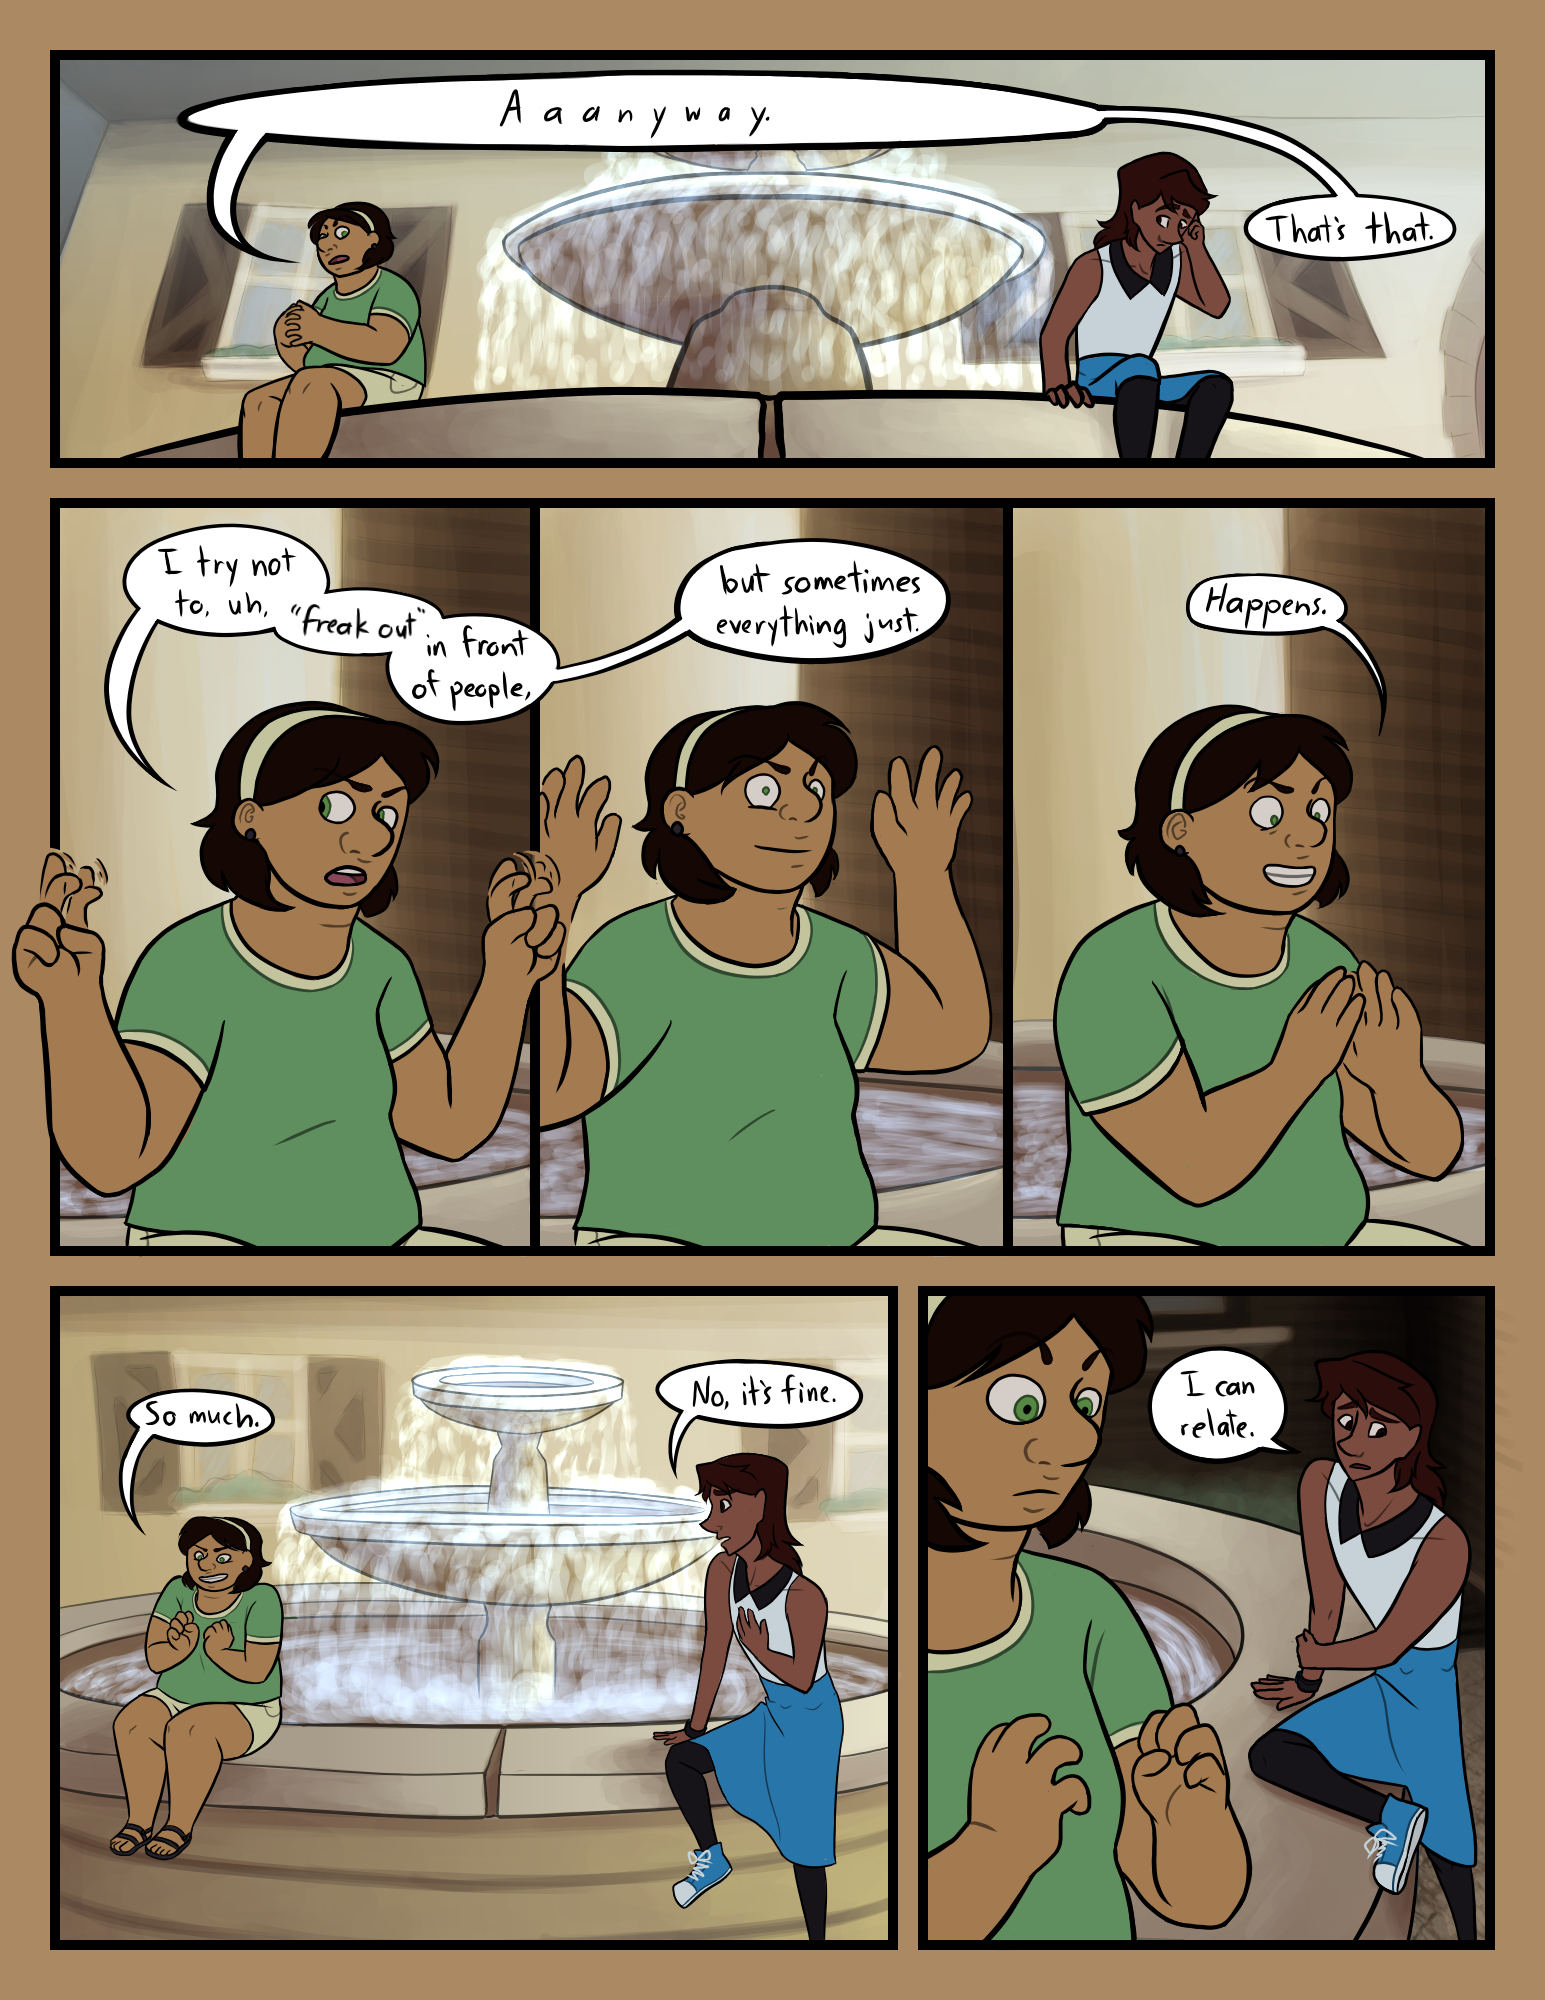 A a a n y w a y.
That's that.
I try not
to, uh,
"freak out"
in front
of people,
but sometimes
everything just.
Happens.
So much.
No, it's fine.
I can
relate.